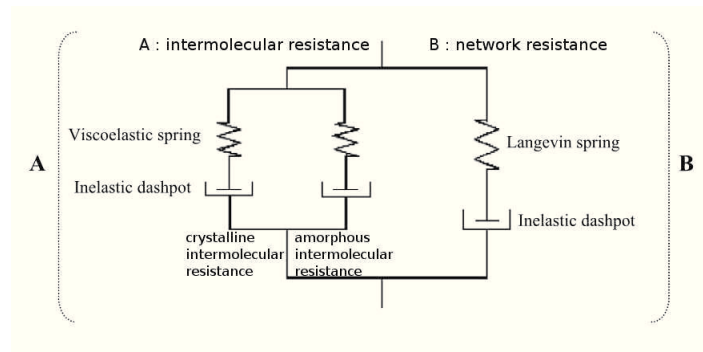 A : intermolecular resistance
B : network resistance
Viscoelastic spring
Langevin spring
A
B
Inelastic dashpot
Inelastic dashpot
crystalline
intermolecular
resistance
amorphous
intermolecular
resistance